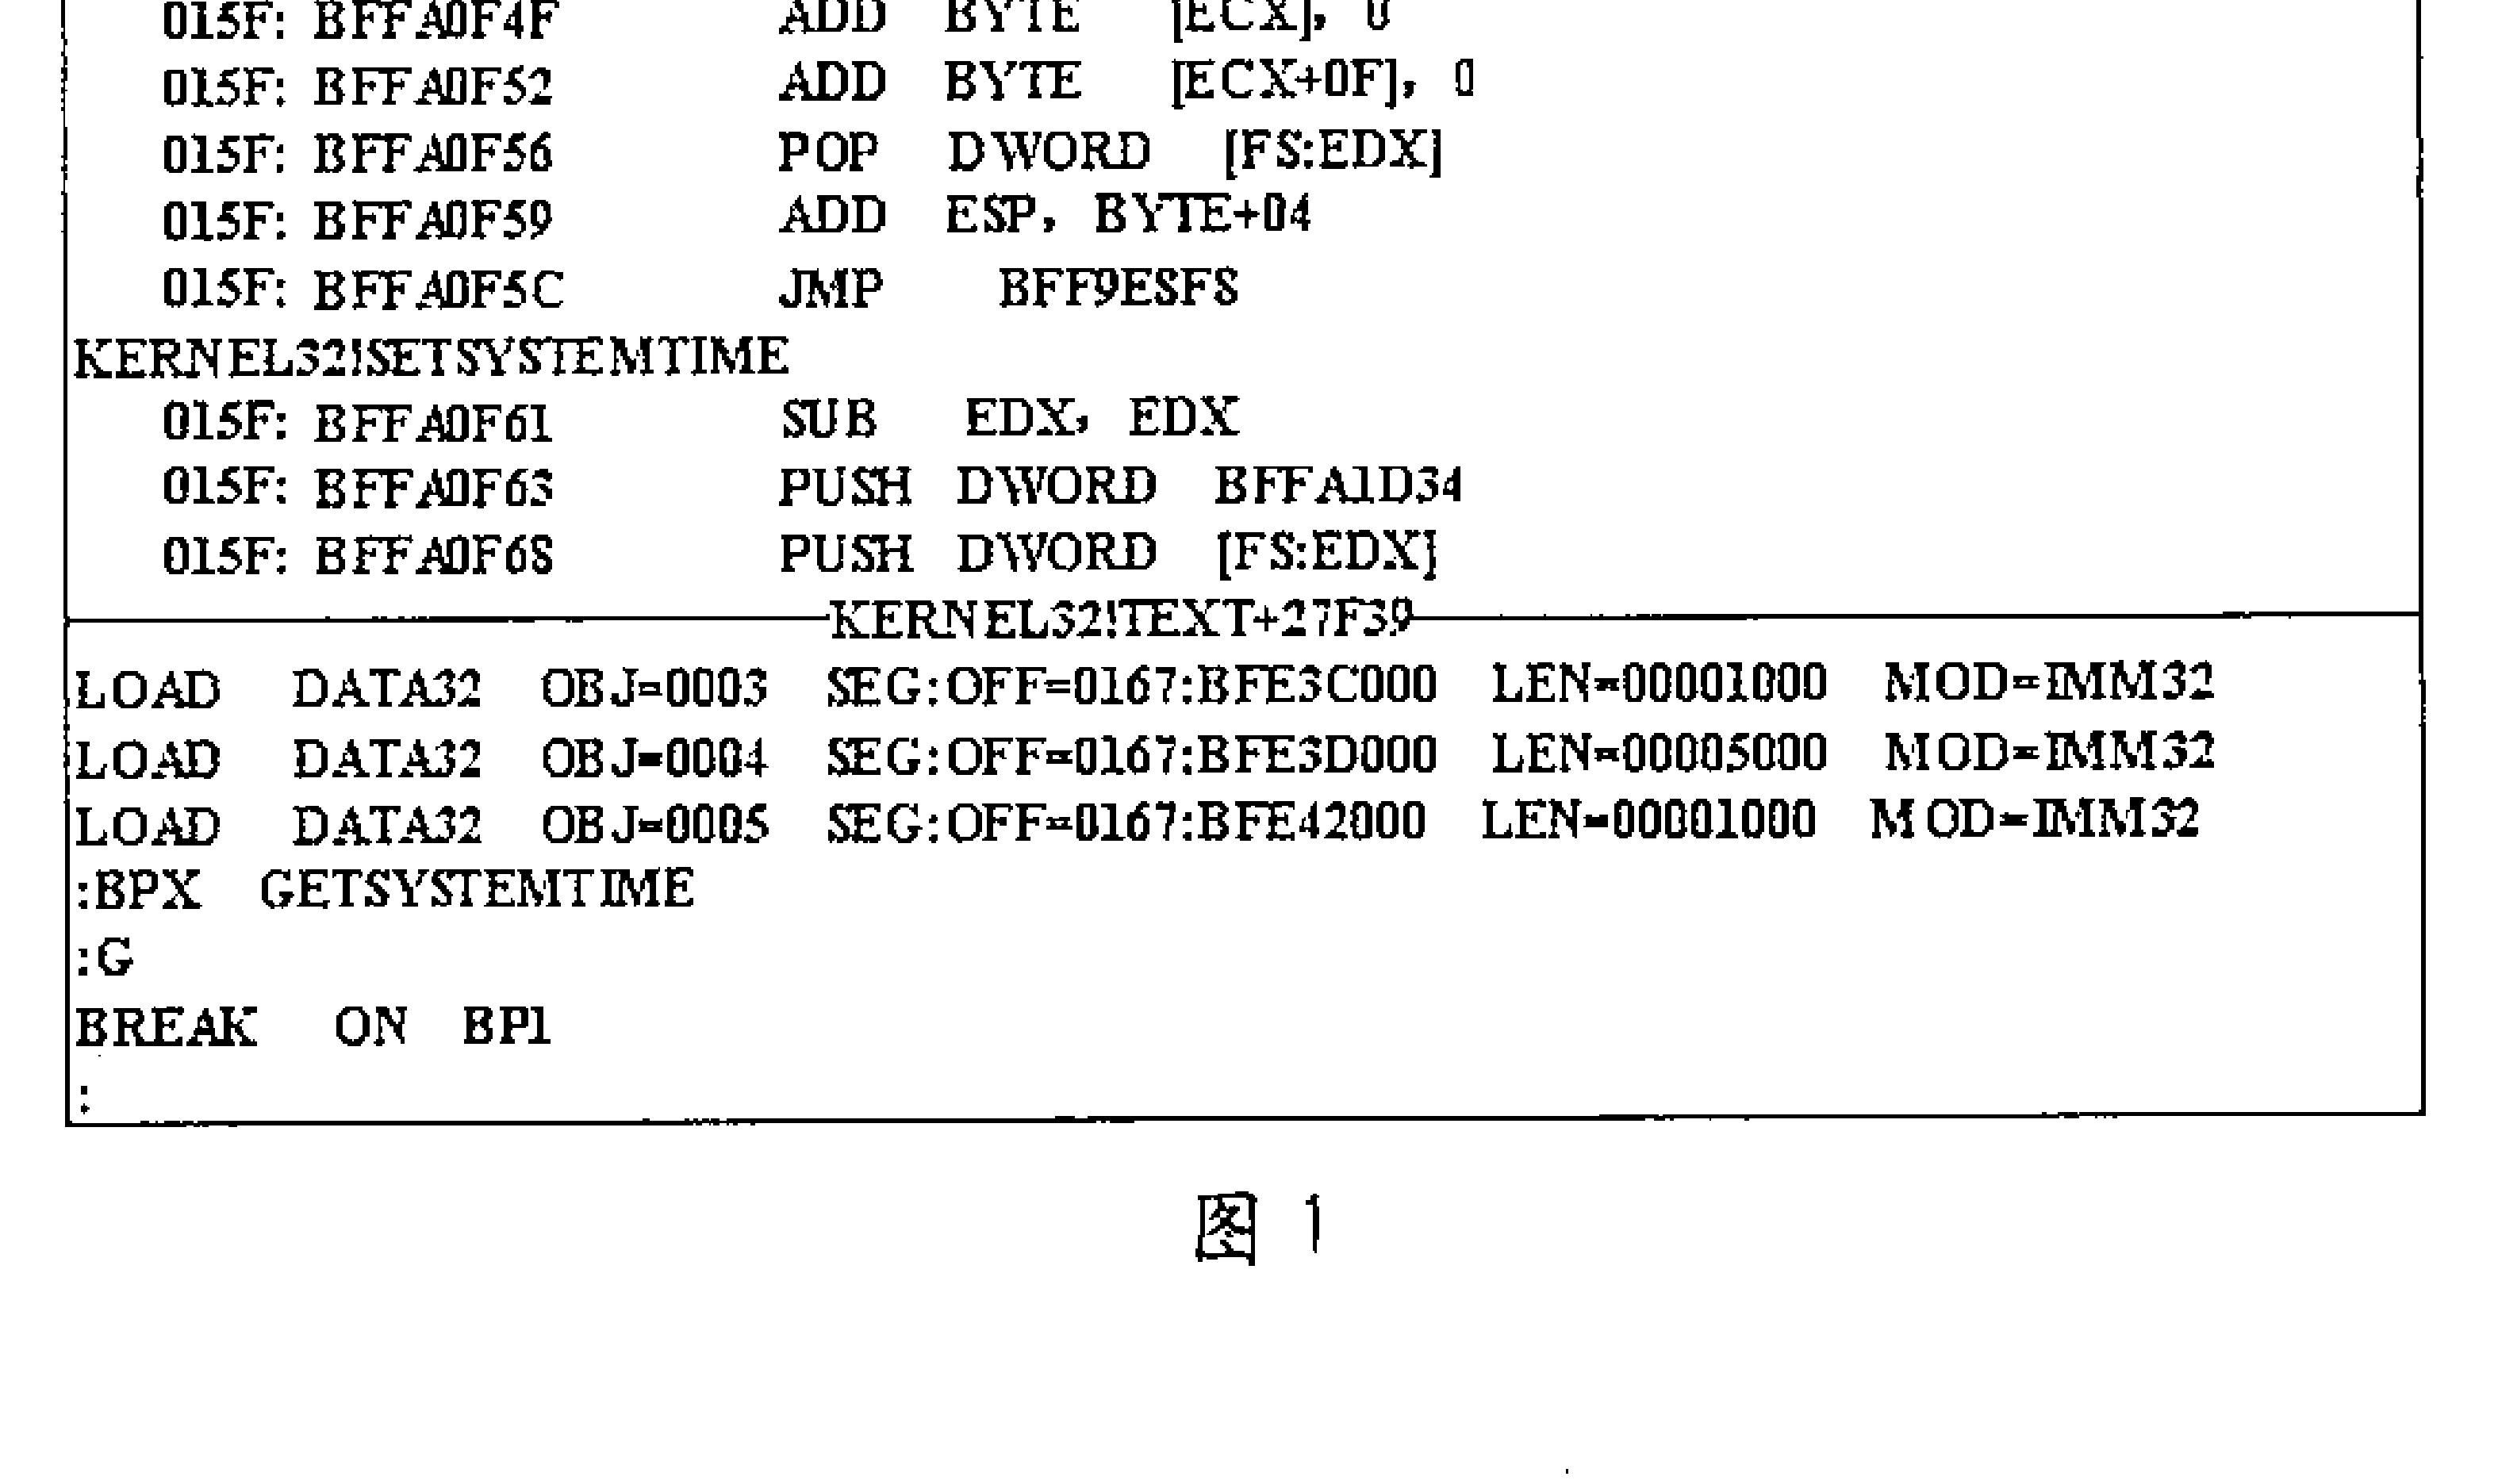 015F: BFFA0F4F ADD BYTE [ECX], 0
015F: BFFA0F52 ADD BYTE [ECX+0F], 0
015F: BFFA0F56 POP DWORD [FS:EDX]
015F: BFFA0F59 ADD ESP, BYTE+04
015F: BFFA0F5C JMP BFF9ESFS
KERNEL32!SETSYSTEMTIME
015F: BFFA0F61 SUB EDX, EDX
015F: BFFA0F63 PUSH DWORD BFFA1D34
015F: BFFA0F6S PUSH DWORD [FS:EDX]
KERNEL32!TEXT+27F39
LOAD DATA32 OBJ=0003 SEG:OFF=0167:BFE3C000 LEN=00001000 MOD=IMM32
LOAD DATA32 OBJ=0004 SEG:OFF=0167:BFE3D000 LEN=00005000 MOD=IMM32
LOAD DATA32 OBJ=0005 SEG:OFF=0167:BFE42000 LEN=00001000 MOD=IMM32
:BPX GETSYSTEMTIME
:G
BREAK ON BP1
:
图 1